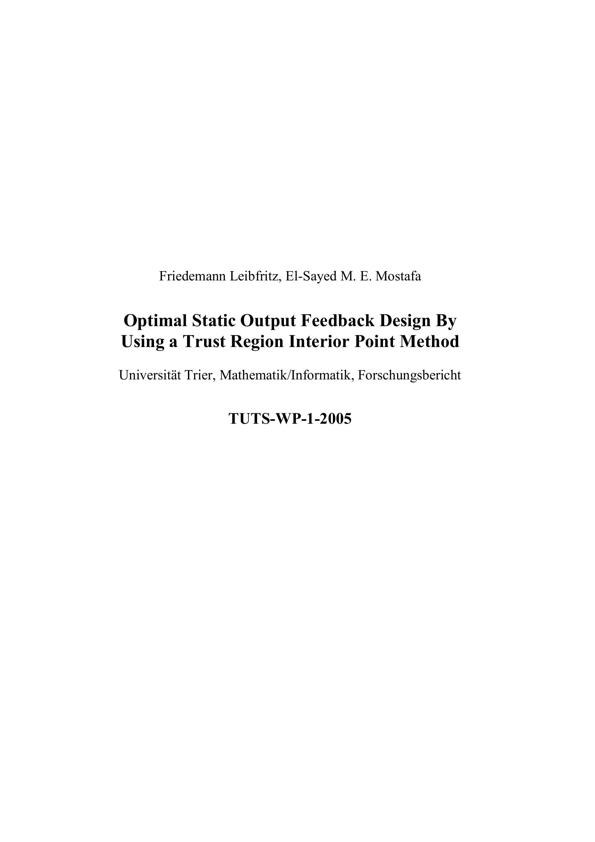 Friedemann Leibfritz, El-Sayed M. E. Mostafa
Optimal Static Output Feedback Design By
Using a Trust Region Interior Point Method
Universität Trier, Mathematik/Informatik, Forschungsbericht
TUTS-WP-1-2005